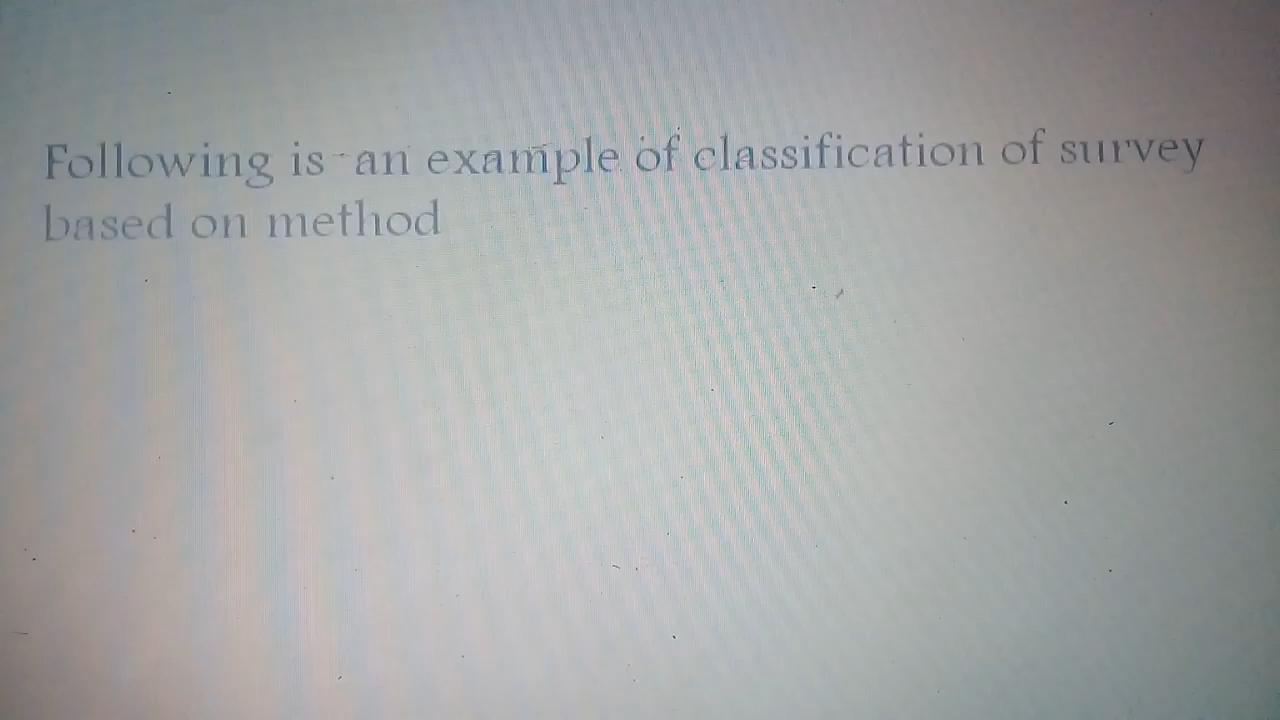 Following is an example of classification of survey
based on method